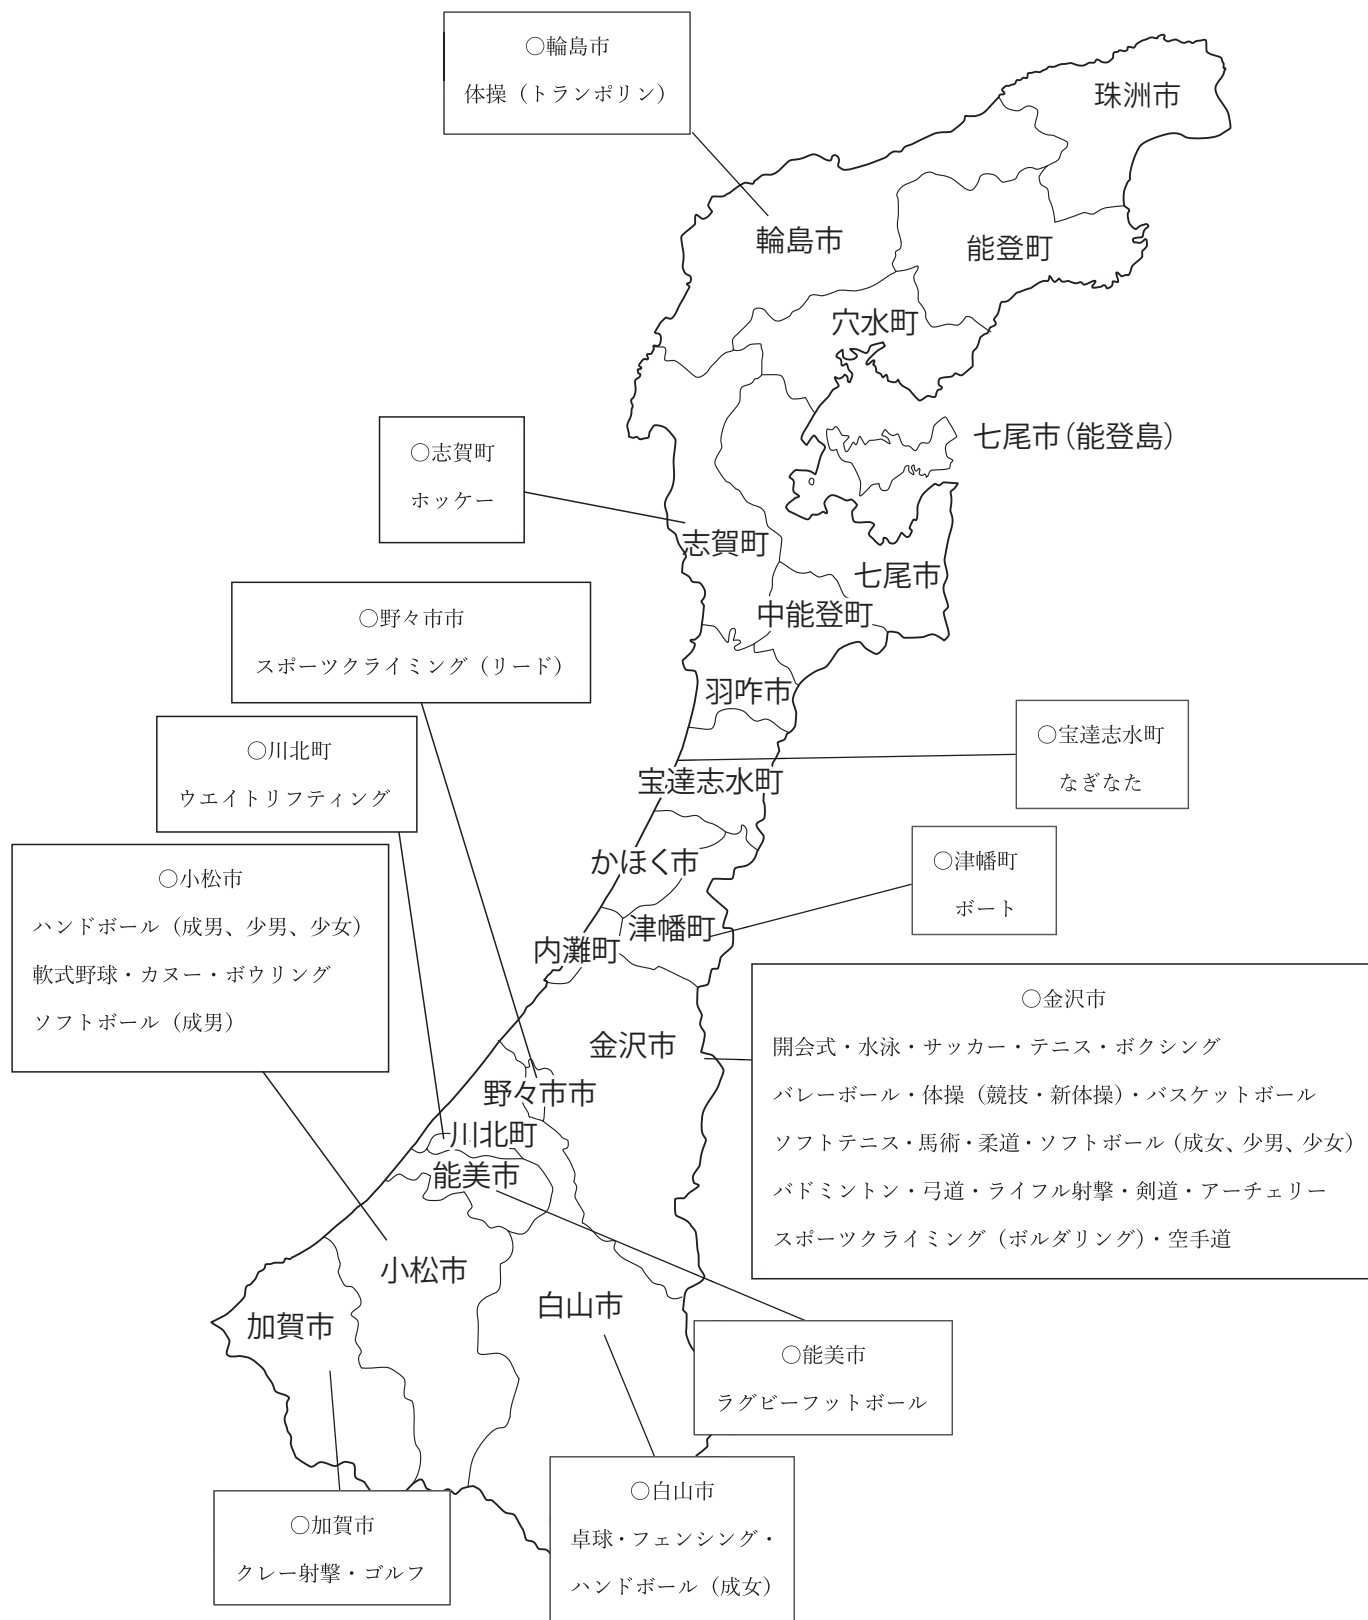 ○輪島市
体操（トランポリン）
珠洲市
輪島市
能登町
穴水町
七尾市（能登島）
○志賀町
ホッケー
志賀町
七尾市
中能登町
○野々市市
スポーツクライミング（リード）
羽咋市
○川北町
ウエイトリフティング
○宝達志水町
なぎなた
宝達志水町
○津幡町
ボート
かほく市
津幡町
内灘町
○小松市
ハンドボール（成男、少男、少女）
軟式野球・カヌー・ボウリング
ソフトボール（成男）
○金沢市
開会式・水泳・サッカー・テニス・ボクシング
バレーボール・体操（競技・新体操）・バスケットボール
ソフトテニス・馬術・柔道・ソフトボール（成女、少男、少女）
バドミントン・弓道・ライフル射撃・剣道・アーチェリー
スポーツクライミング（ボルダリング）・空手道
金沢市
野々市市
川北町
能美市
小松市
白山市
加賀市
○能美市
ラグビーフットボール
○白山市
卓球・フェンシング・
ハンドボール（成女）
○加賀市
クレー射撃・ゴルフ